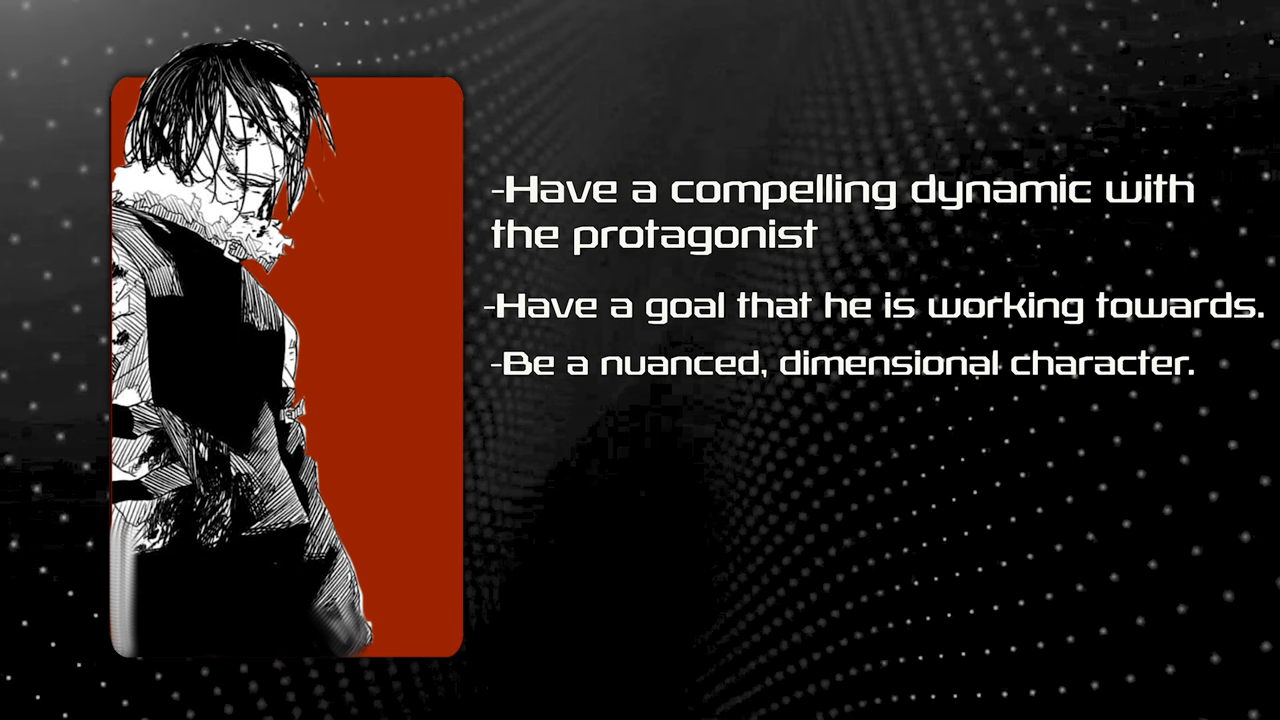 -Have a compelling dynamic with
the protagonist
-Have a goal that he is working towards.
-Be a nuanced, dimensional character.